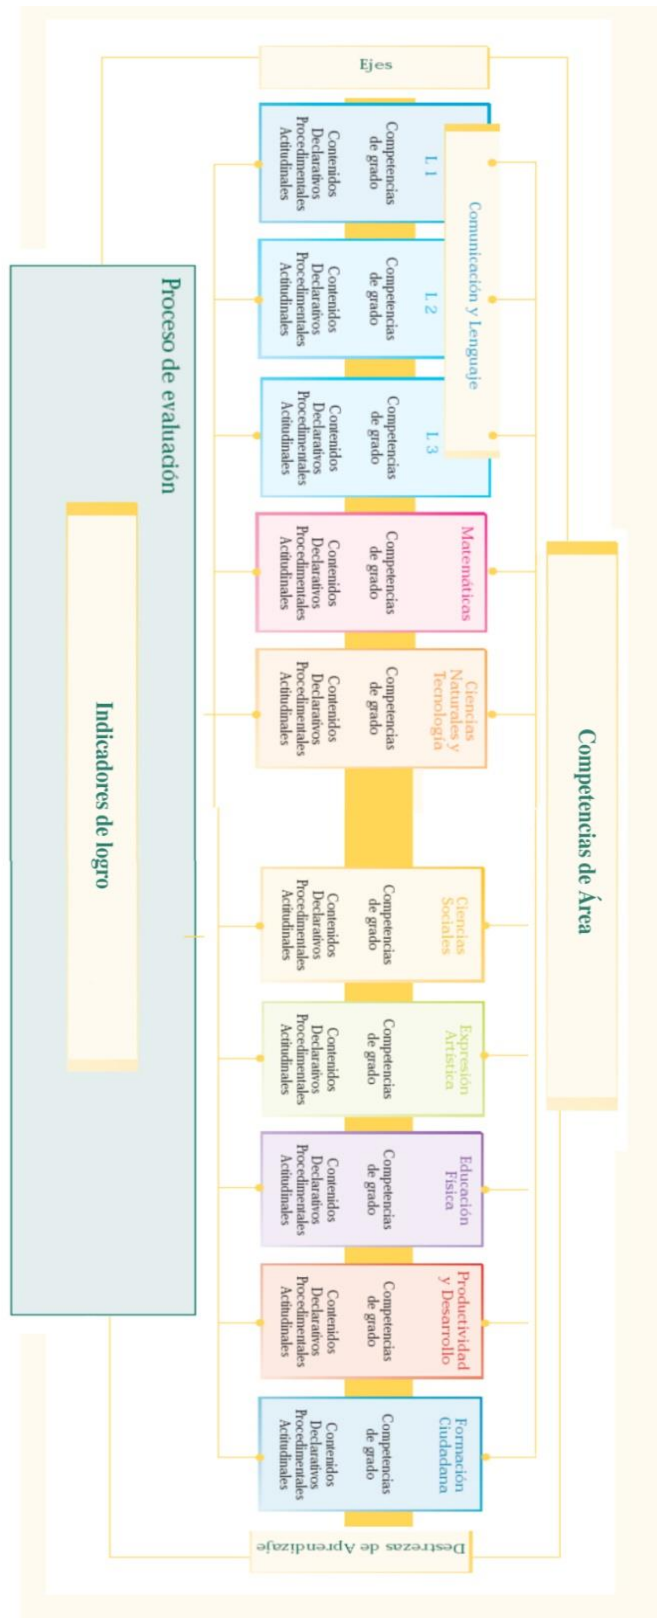 Competencias de Área
Ejes
Comunicación y Lenguaje
L 1
Competencias
de grado
Contenidos
Declarativos
Procedimentales
Actitudinales
L 2
Competencias
de grado
Contenidos
Declarativos
Procedimentales
Actitudinales
L 3
Competencias
de grado
Contenidos
Declarativos
Procedimentales
Actitudinales
Matemáticas
Competencias
de grado
Contenidos
Declarativos
Procedimentales
Actitudinales
Ciencias
Naturales y
Tecnología
Competencias
de grado
Contenidos
Declarativos
Procedimentales
Actitudinales
Ciencias
Sociales
Competencias
de grado
Contenidos
Declarativos
Procedimentales
Actitudinales
Expresión
Artística
Competencias
de grado
Contenidos
Declarativos
Procedimentales
Actitudinales
Educación
Física
Competencias
de grado
Contenidos
Declarativos
Procedimentales
Actitudinales
Productividad
y Desarrollo
Competencias
de grado
Contenidos
Declarativos
Procedimentales
Actitudinales
Formación
Ciudadana
Competencias
de grado
Contenidos
Declarativos
Procedimentales
Actitudinales
Destrezas de Aprendizaje
Proceso de evaluación
Indicadores de logro